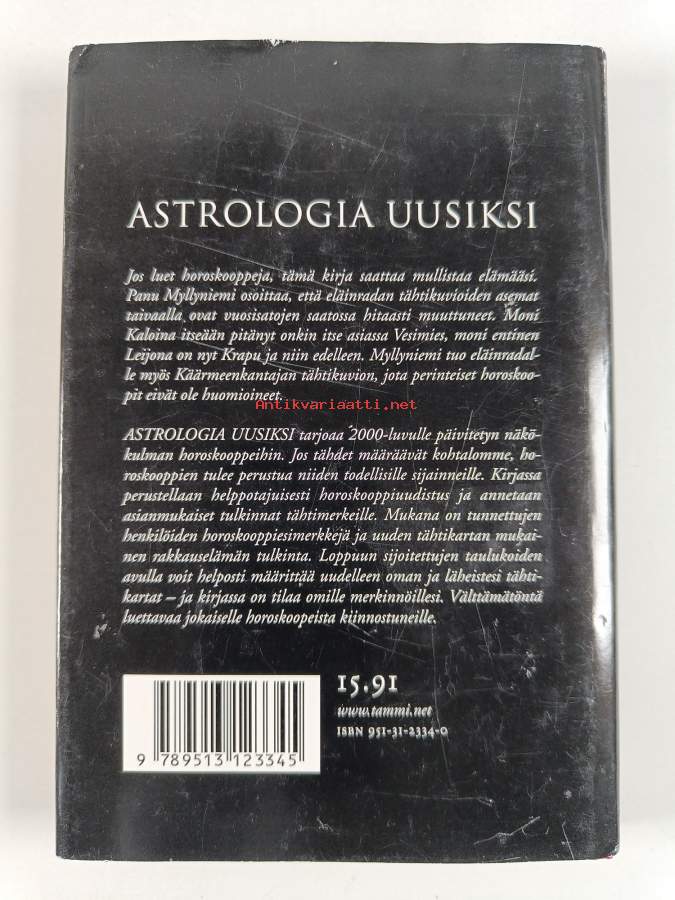 ASTROLOGIA UUSIKSI
Jos luet horoskooppeja, tämä kirja saattaa mullistaa elämääsi.
Panu Myllyniemi osoittaa, että eläinradan tähtikuvioiden asemat
taivaalla ovat vuosisatojen saatossa hitaasti muuttuneet. Moni
Kaloina itseään pitänyt onkin itse asiassa Vesimies, moni entinen
Leijona on nyt Krapu ja niin edelleen. Myllyniemi tuo eläinradal-
le myös Käärmeenkantajan tähtikuvion, jota perinteiset horoskoo-
pit eivät ole huomioineet.
Antikvariaatti.net
ASTROLOGIA UUSIKSI tarjoaa 2000-luvulle päivitetyn näkö-
kulman horoskooppeihin. Jos tähdet määräävät kohtalomme, ho-
roskooppien tulee perustua niiden todellisille sijainneille. Kirjassa
perustellaan helppotajuisesti horoskooppiuudistus ja annetaan
asianmukaiset tulkinnat tähtimerkeille. Mukana on tunnettujen
henkilöiden horoskooppiesimerkkejä ja uuden tähtikartan mukai-
nen rakkauselämän tulkinta. Loppuun sijoitettujen taulukoiden
avulla voit helposti määrittää uudelleen oman ja läheistesi tähti-
kartat – ja kirjassa on tilaa omille merkinnöillesi. Välttämätöntä
luettavaa jokaiselle horoskoopeista kiinnostuneille.
15.91
www.tammi.net
ISBN 951-31-2334-0
9 789513 123345